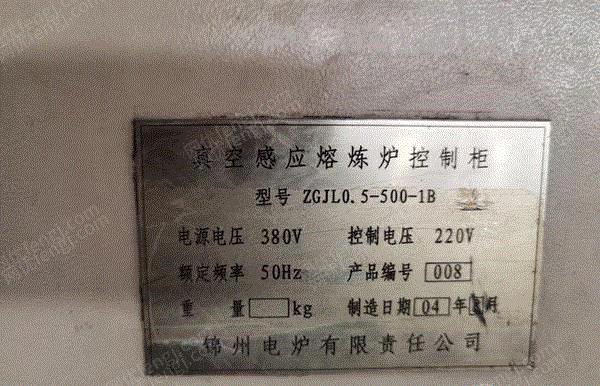 真空感应熔炼炉控制柜
型号 ZGJL0.5-500-1B
电源电压 380V 控制电压 220V
额定频率 50Hz 产品编号 008
重 量 kg 制造日期 04 年 月
锦州电炉有限责任公司